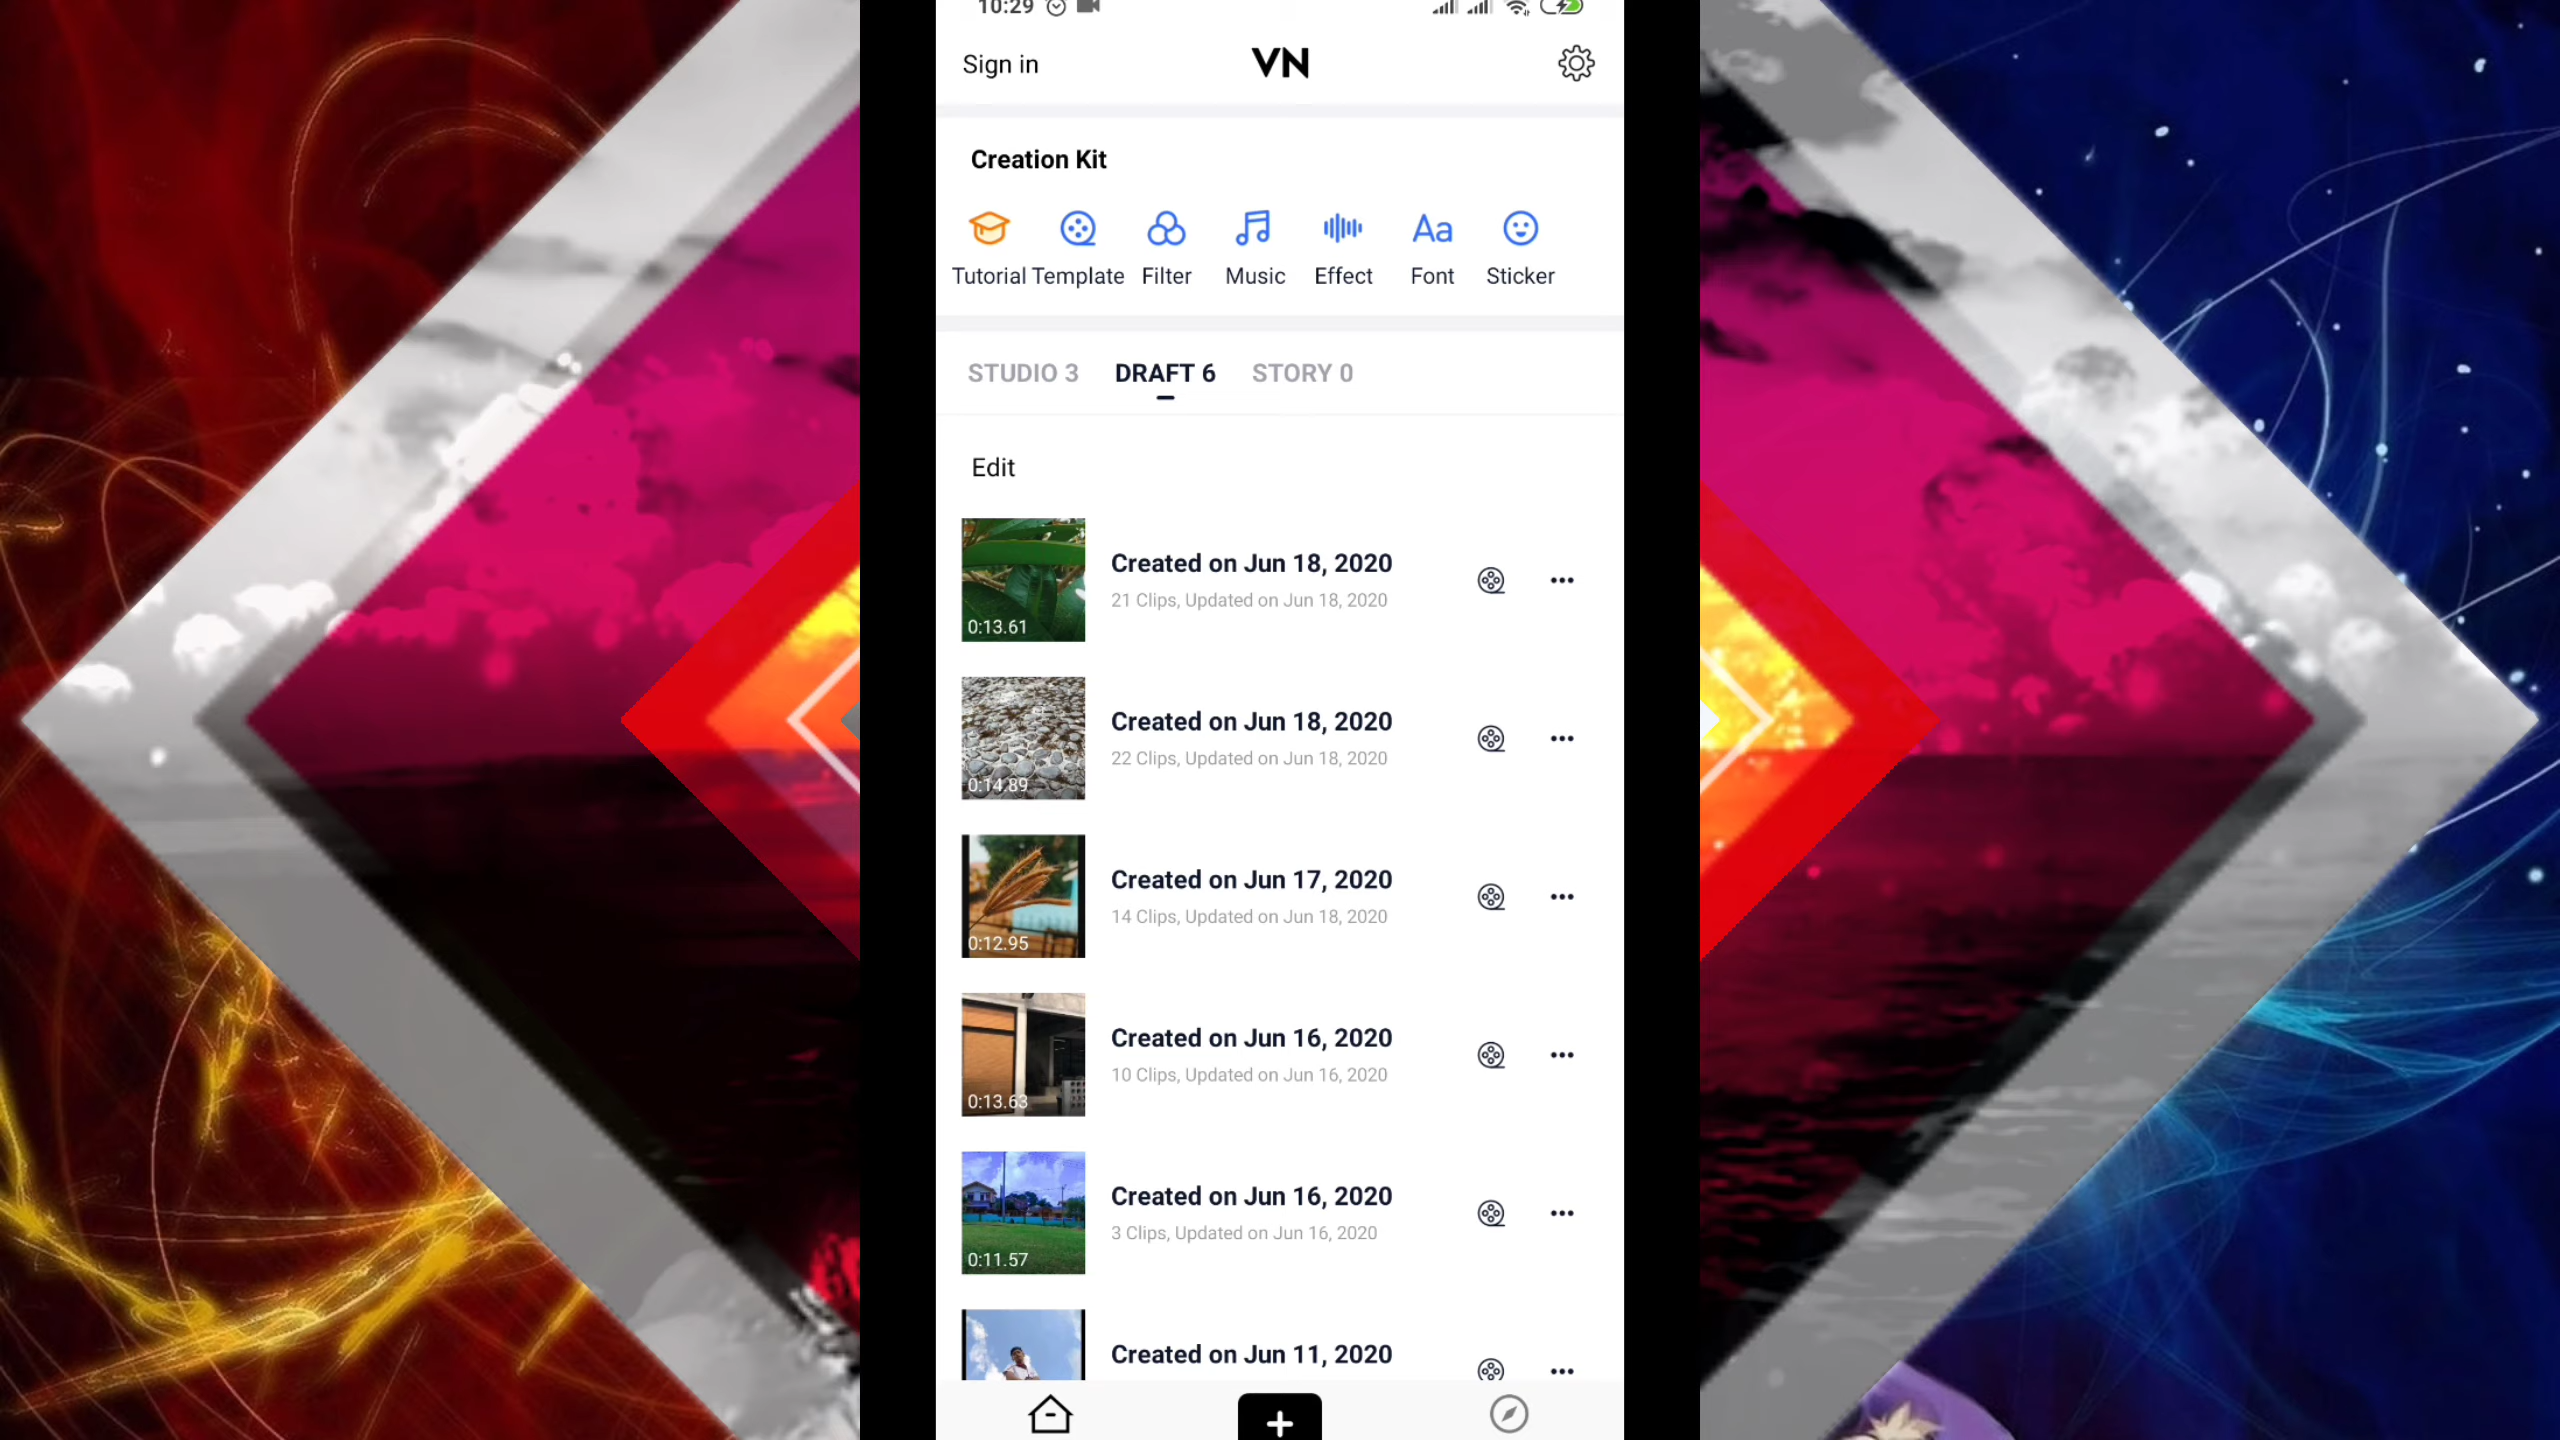 10:29
Sign in
VN
Creation Kit
Tutorial Template Filter Music Effect Font Sticker
Aa
STUDIO 3 DRAFT 6 STORY 0
Edit
Created on Jun 18, 2020
21 Clips, Updated on Jun 18, 2020
0:13.61
Created on Jun 18, 2020
22 Clips, Updated on Jun 18, 2020
0:14.89
Created on Jun 17, 2020
14 Clips, Updated on Jun 18, 2020
0:12.95
Created on Jun 16, 2020
10 Clips, Updated on Jun 16, 2020
0:13.63
Created on Jun 16, 2020
3 Clips, Updated on Jun 16, 2020
0:11.57
Created on Jun 11, 2020